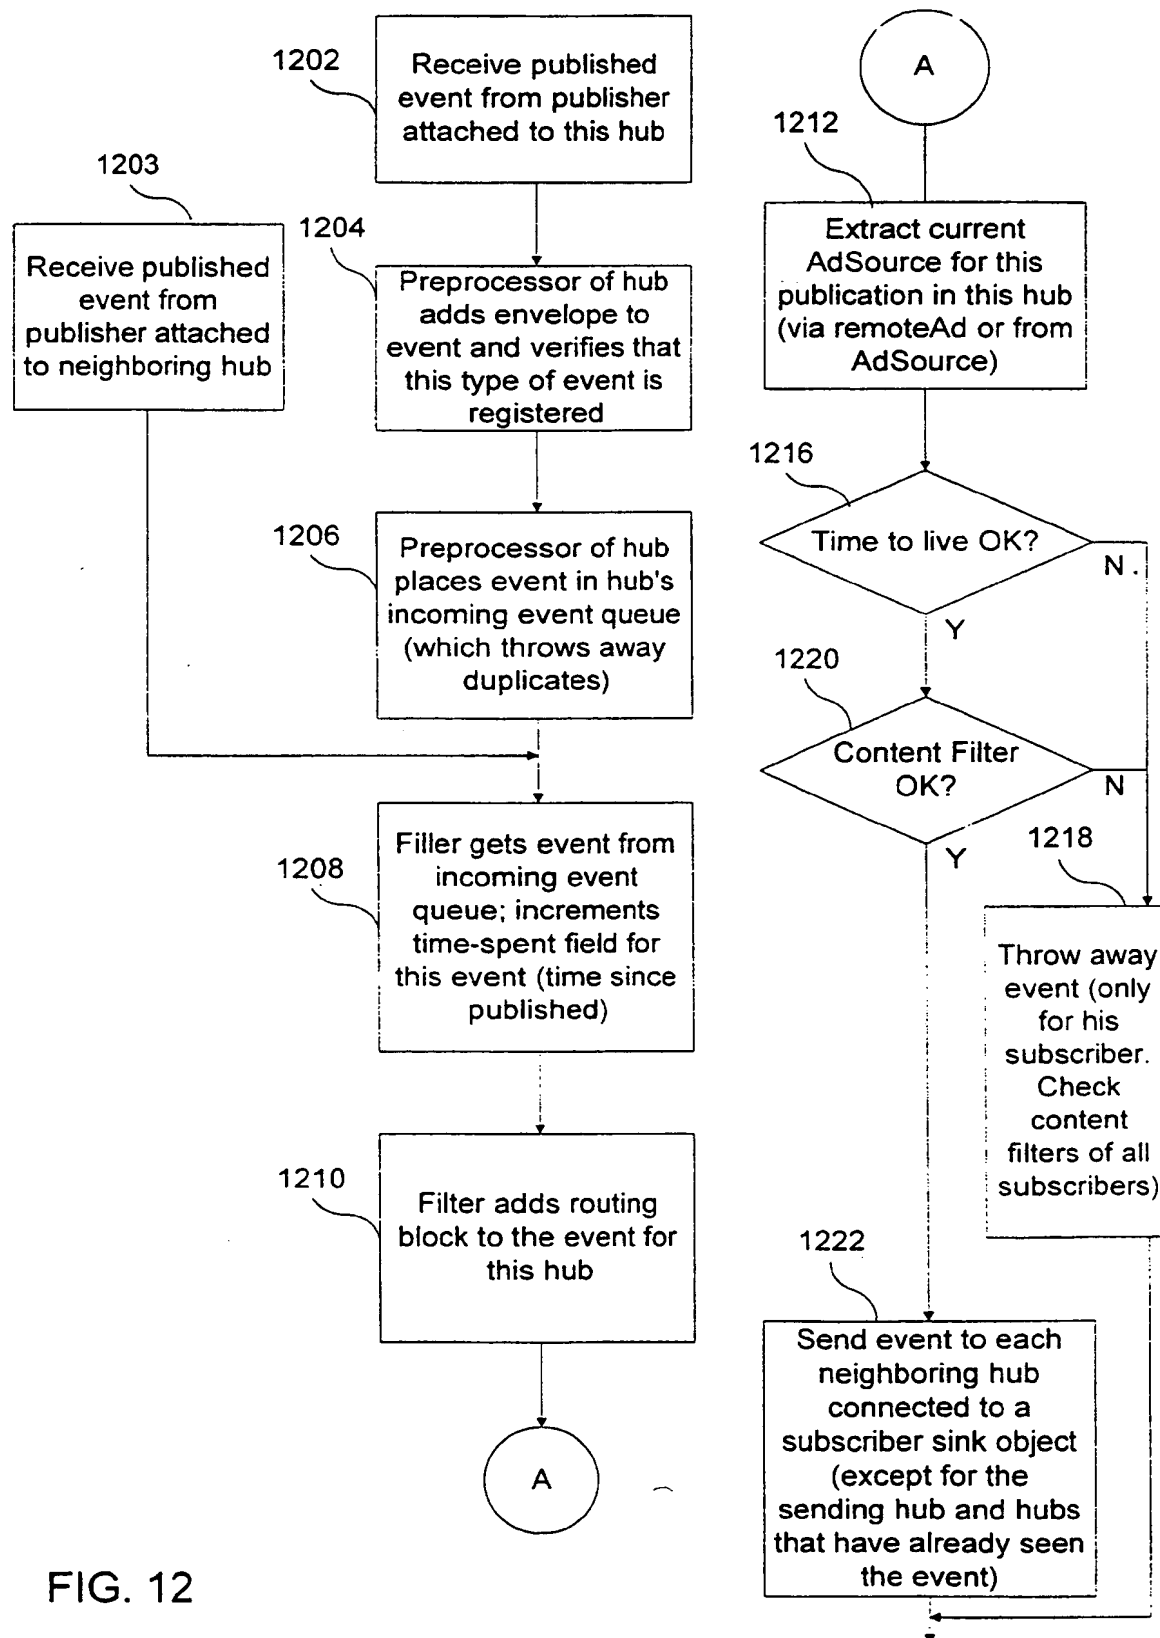 1202
Receive published
event from publisher
attached to this hub
1203
Receive published
event from
publisher attached
to neighboring hub
1204
Preprocessor of hub
adds envelope to
event and verifies that
this type of event is
registered
1206
Preprocessor of hub
places event in hub's
incoming event queue
(which throws away
duplicates)
1208
Filler gets event from
incoming event
queue; increments
time-spent field for
this event (time since
published)
1210
Filter adds routing
block to the event for
this hub
A
A
1212
Extract current
AdSource for this
publication in this hub
(via remoteAd or from
AdSource)
1216
Time to live OK?
N
Y
1220
Content Filter
OK?
N
Y
1218
Throw away
event (only
for his
subscriber.
Check
content
filters of all
subscribers)
1222
Send event to each
neighboring hub
connected to a
subscriber sink object
(except for the
sending hub and hubs
that have already seen
the event)
FIG. 12